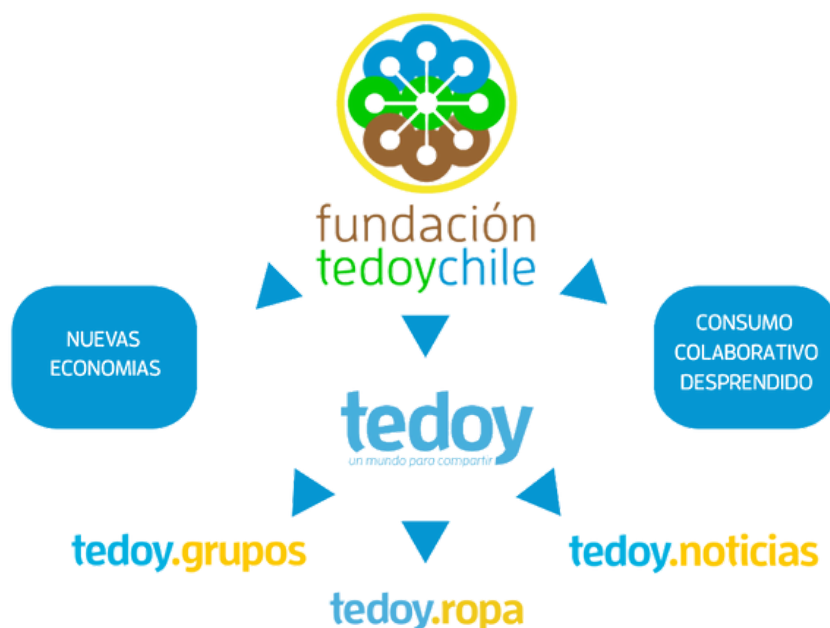 fundación
tedoychile
NUEVAS
ECONOMIAS
CONSUMO
COLABORATIVO
DESPRENDIDO
tedoy
un mundo para compartir
tedoy.grupos
tedoy.noticias
tedoy.ropa